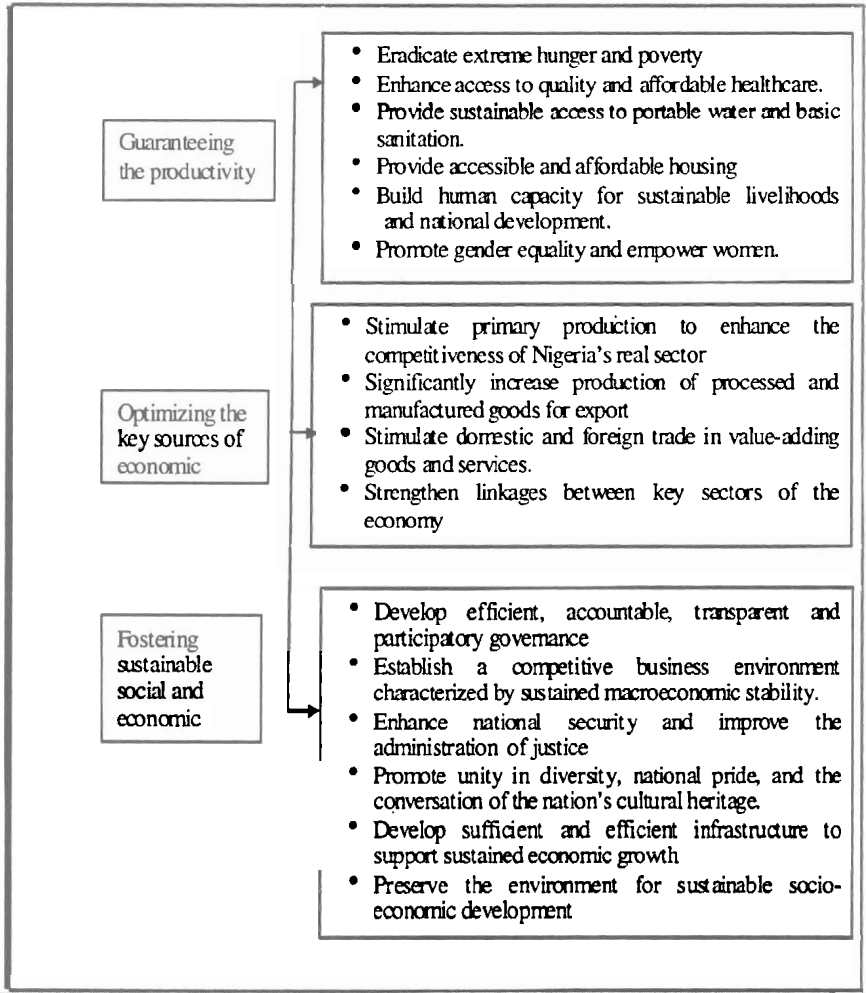 Guaranteeing
the productivity
• Eradicate extreme hunger and poverty
• Enhance access to quality and affordable healthcare.
• Provide sustainable access to portable water and basic
sanitation.
• Provide accessible and affordable housing
• Build human capacity for sustainable livelihoods
and national development.
• Promote gender equality and empower women.
Optimizing the
key sources of
economic
• Stimulate primary production to enhance the
competitiveness of Nigeria's real sector
• Significantly increase production of processed and
manufactured goods for export
• Stimulate domestic and foreign trade in value-adding
goods and services.
• Strengthen linkages between key sectors of the
economy
Fostering
sustainable
social and
economic
• Develop efficient, accountable, transparent and
participatory governance
• Establish a competitive business environment
characterized by sustained macroeconomic stability.
• Enhance national security and improve the
administration of justice
• Promote unity in diversity, national pride, and the
conversation of the nation's cultural heritage.
• Develop sufficient and efficient infrastructure to
support sustained economic growth
• Preserve the environment for sustainable socio-
economic development